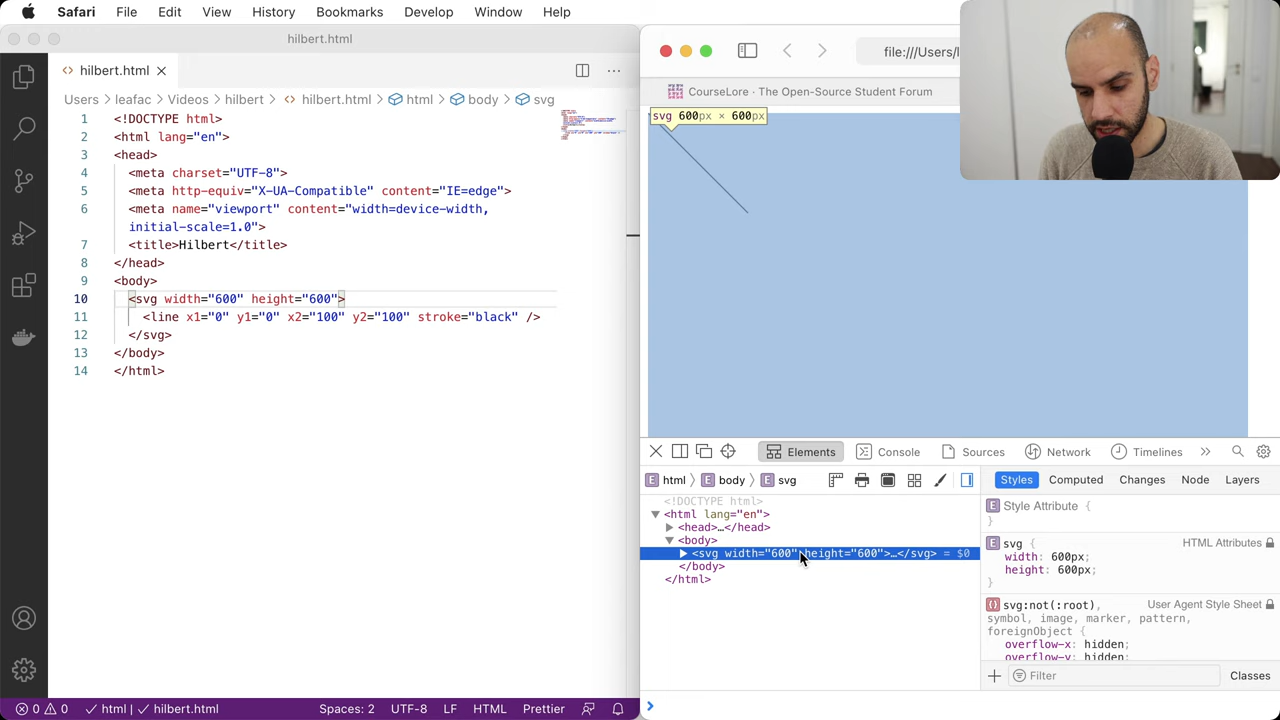 Safari File Edit View History Bookmarks Develop Window Help
hilbert.html
hilbert.html
Users leafac Videos hilbert hilbert.html html body svg
1 <!DOCTYPE html>
2 <html lang="en">
3 <head>
4 <meta charset="UTF-8">
5 <meta http-equiv="X-UA-Compatible" content="IE=edge">
6 <meta name="viewport" content="width=device-width,
initial-scale=1.0">
7 <title>Hilbert</title>
8 </head>
9 <body>
10 <svg width="600" height="600">
11 <line x1="0" y1="0" x2="100" y2="100" stroke="black" />
12 </svg>
13 </body>
14 </html>
0 0 html hilbert.html Spaces: 2 UTF-8 LF HTML Prettier
file:///Users/l
CourseLore · The Open-Source Student Forum
svg 600px × 600px
Elements Console Sources Network Timelines
html body svg
<!DOCTYPE html>
<html lang="en">
<head>…</head>
<body>
<svg width="600" height="600">…</svg> = $0
</body>
</html>
Styles Computed Changes Node Layers
Style Attribute {
}
svg { HTML Attributes
width: 600px;
height: 600px;
}
svg:not(:root), User Agent Style Sheet
symbol, image, marker, pattern,
foreignObject {
overflow-x: hidden;
overflow-y: hidden;
Filter Classes